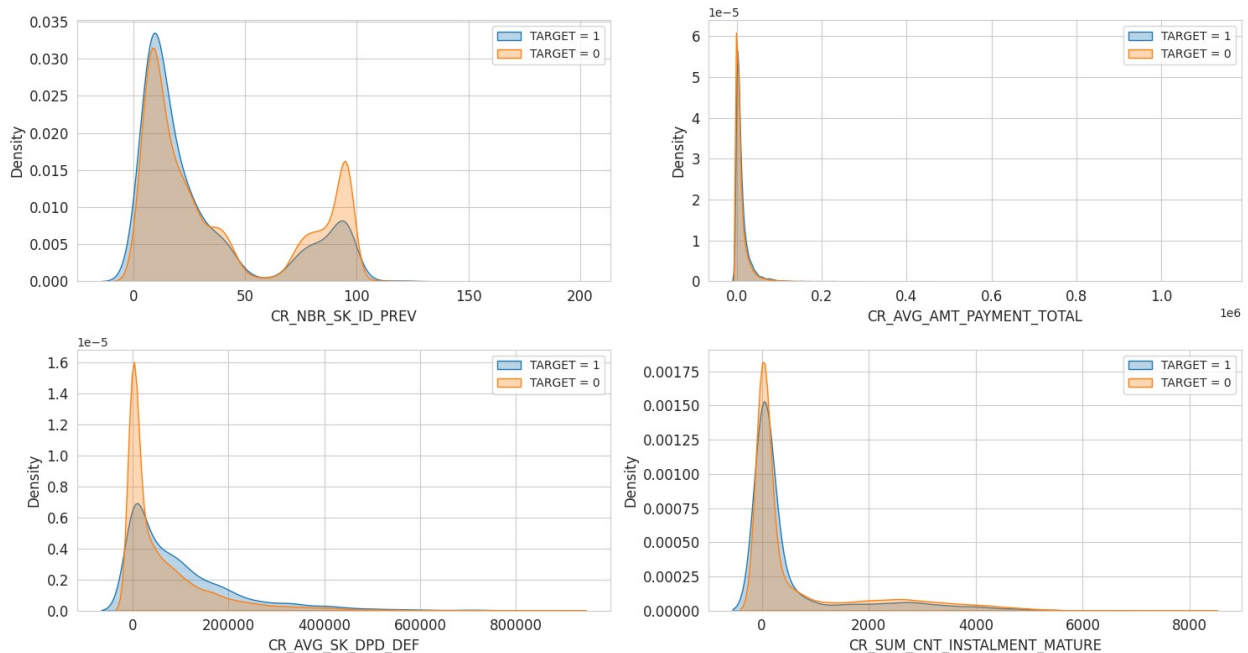 0.035
0.030
0.025
0.020
0.015
0.010
0.005
0.000
Density
TARGET = 1
TARGET = 0
0 50 100 150 200
CR_NBR_SK_ID_PREV
1e−5
6
5
4
3
2
1
0
Density
TARGET = 1
TARGET = 0
0.0 0.2 0.4 0.6 0.8 1.0
1e6
CR_AVG_AMT_PAYMENT_TOTAL
1e−5
1.6
1.4
1.2
1.0
0.8
0.6
0.4
0.2
0.0
Density
TARGET = 1
TARGET = 0
0 200000 400000 600000 800000
CR_AVG_SK_DPD_DEF
0.00175
0.00150
0.00125
0.00100
0.00075
0.00050
0.00025
0.00000
Density
TARGET = 1
TARGET = 0
0 2000 4000 6000 8000
CR_SUM_CNT_INSTALMENT_MATURE